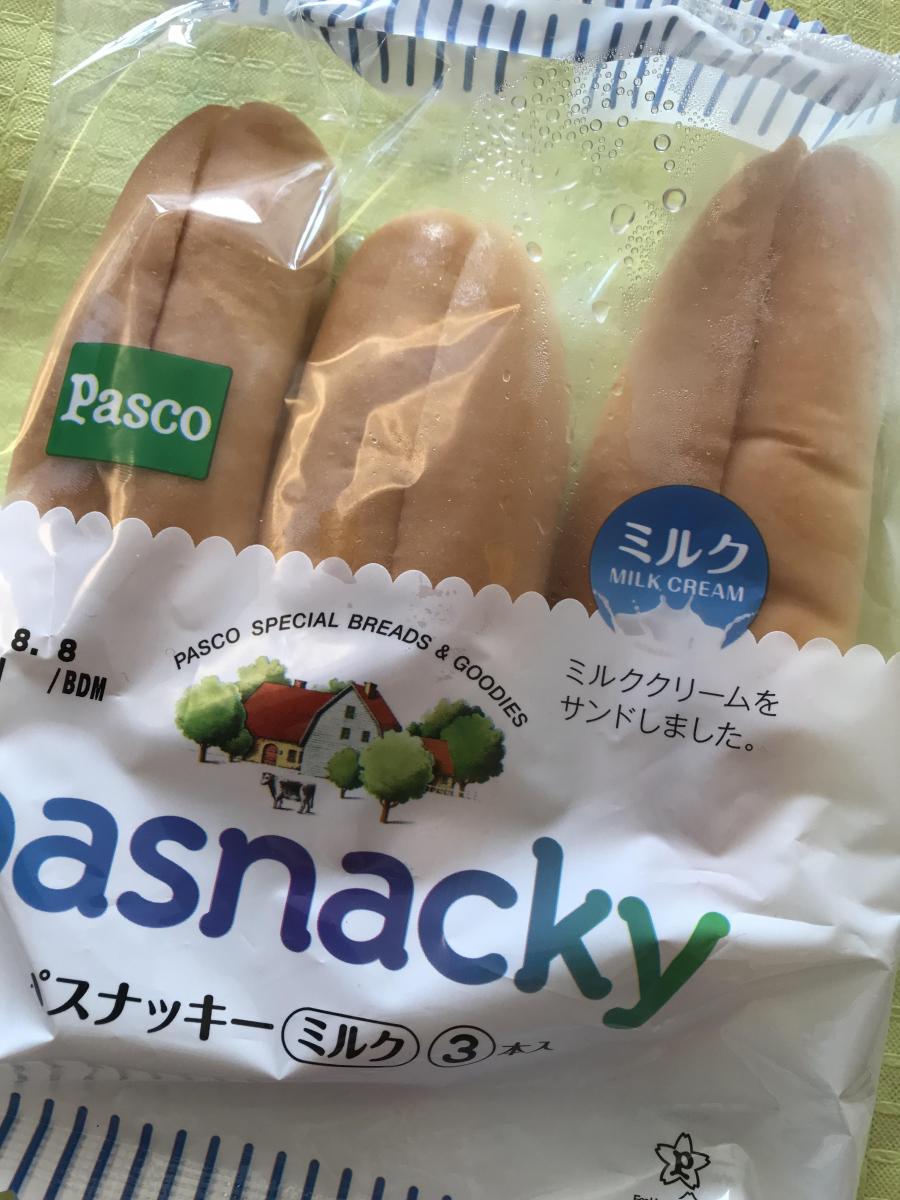 Pasco
ミルク
MILK CREAM
8. 8
/BDM
PASCO SPECIAL BREADS & GOODIES
ミルククリームを
サンドしました。
pasnacky
パスナッキー ミルク 3本入